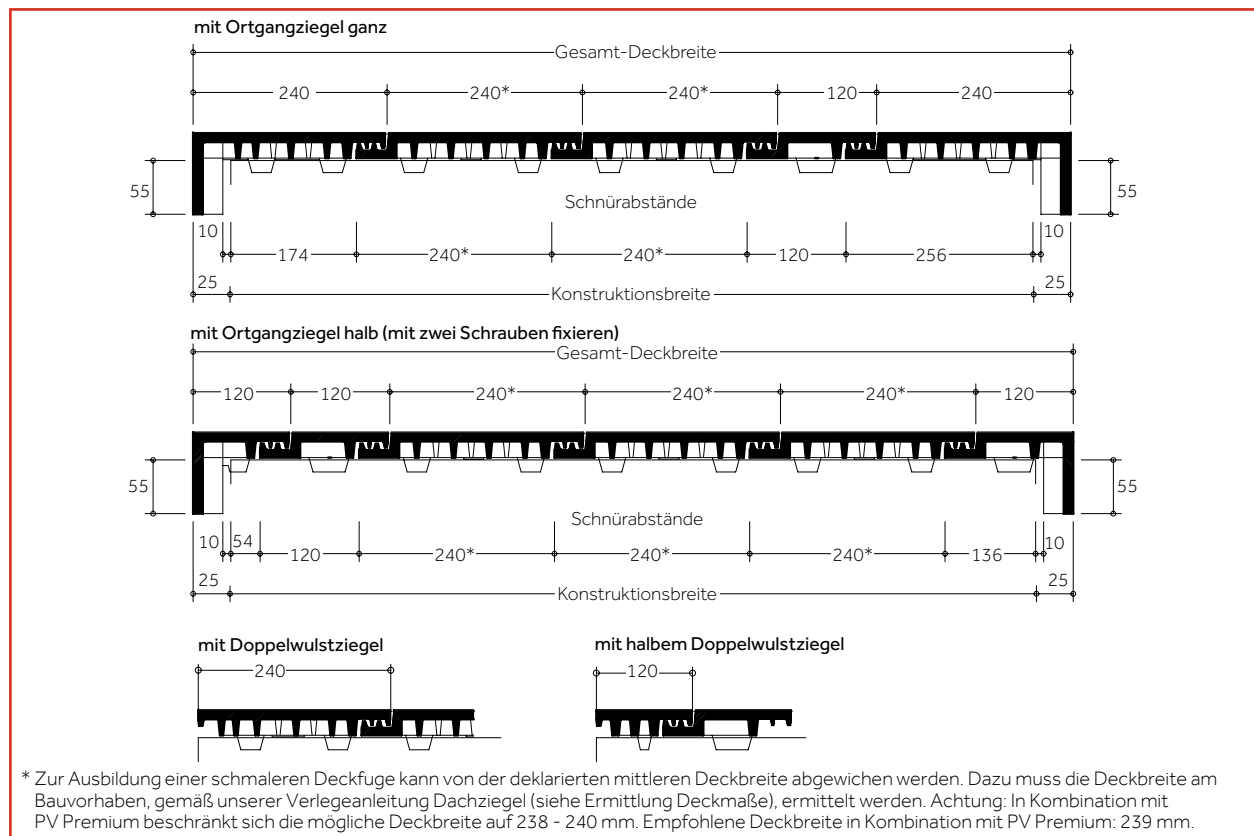 mit Ortgangziegel ganz
Gesamt-Deckbreite
240 240* 240* 120 240
55 55
Schnürabstände
10 174 240* 240* 120 256 10
25 Konstruktionsbreite 25
mit Ortgangziegel halb (mit zwei Schrauben fixieren)
Gesamt-Deckbreite
120 120 240* 240* 240* 120
55 55
Schnürabstände
10 54 120 240* 240* 240* 136 10
25 Konstruktionsbreite 25
mit Doppelwulstziegel mit halbem Doppelwulstziegel
240 120
* Zur Ausbildung einer schmaleren Deckfuge kann von der deklarierten mittleren Deckbreite abgewichen werden. Dazu muss die Deckbreite am
Bauvorhaben, gemäß unserer Verlegeanleitung Dachziegel (siehe Ermittlung Deckmaße), ermittelt werden. Achtung: In Kombination mit
PV Premium beschränkt sich die mögliche Deckbreite auf 238 - 240 mm. Empfohlene Deckbreite in Kombination mit PV Premium: 239 mm.